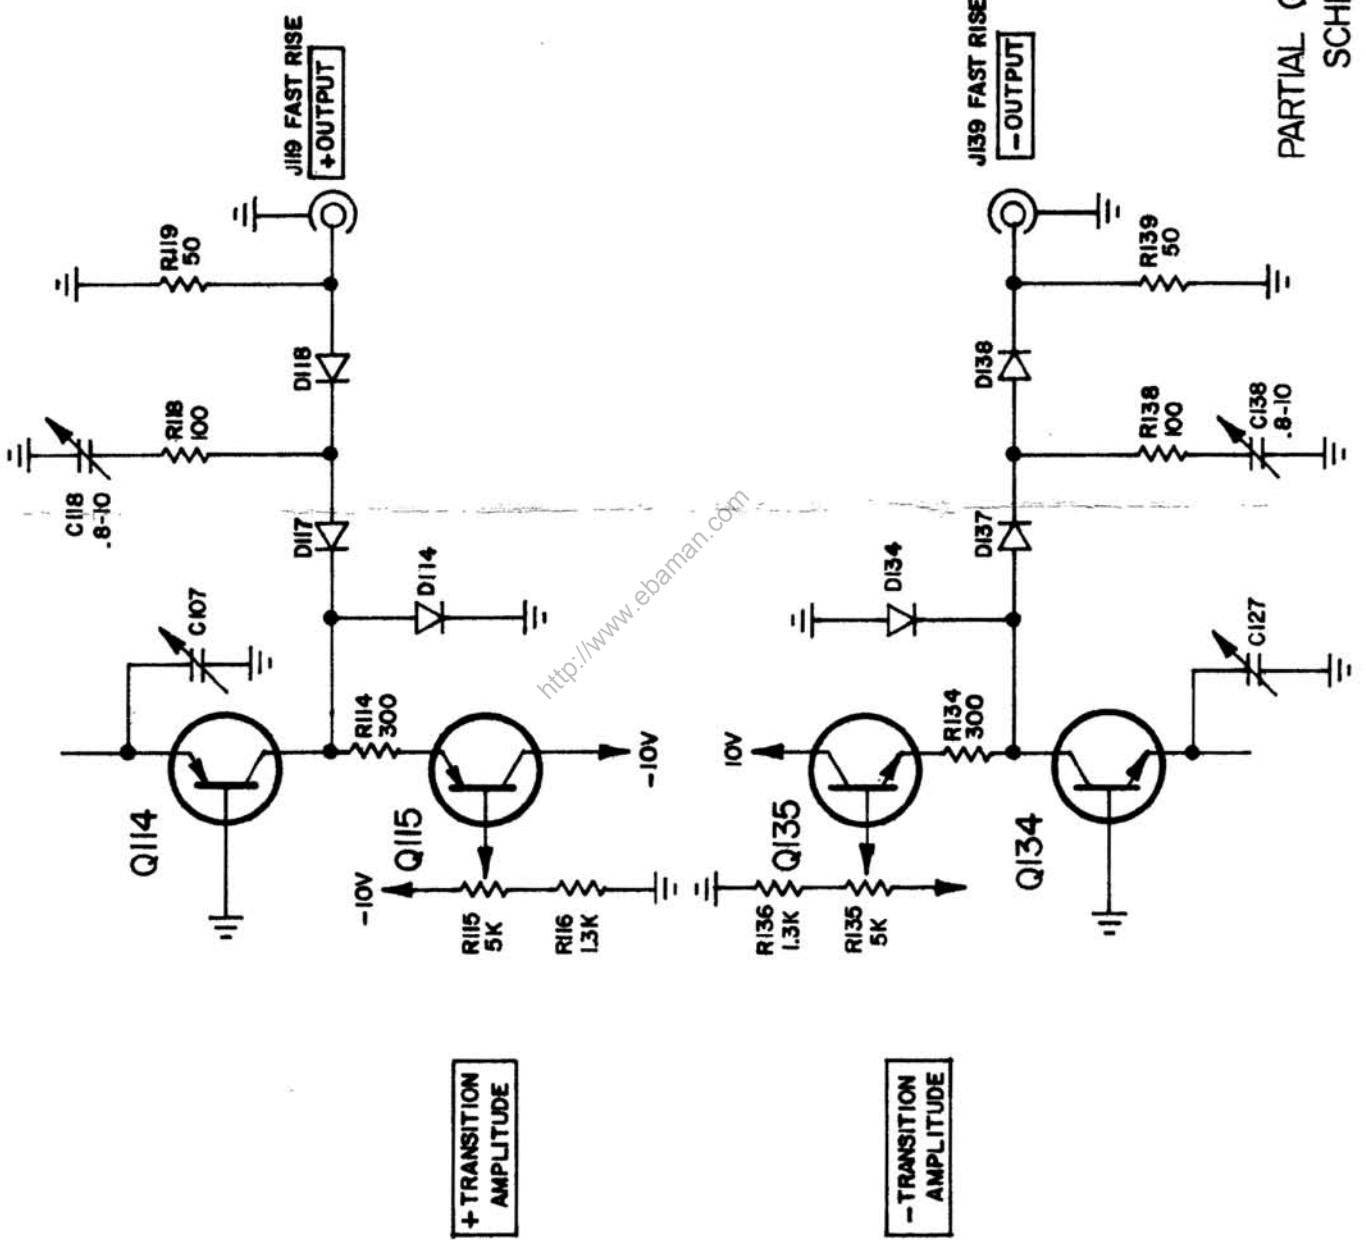 J119 FAST RISE
+OUTPUT
R119
50
D118
R118
100
C118
.8-10
D117
D114
C107
R114
300
Q114
Q115
-10V
-10V
R115
5K
R116
1.3K
+TRANSITION
AMPLITUDE
J139 FAST RISE
-OUTPUT
R139
50
D138
R138
100
C138
.8-10
D137
D134
C127
R134
300
10V
Q135
Q134
R136
1.3K
R135
5K
-TRANSITION
AMPLITUDE
PARTIAL
http://www.ebaman.com